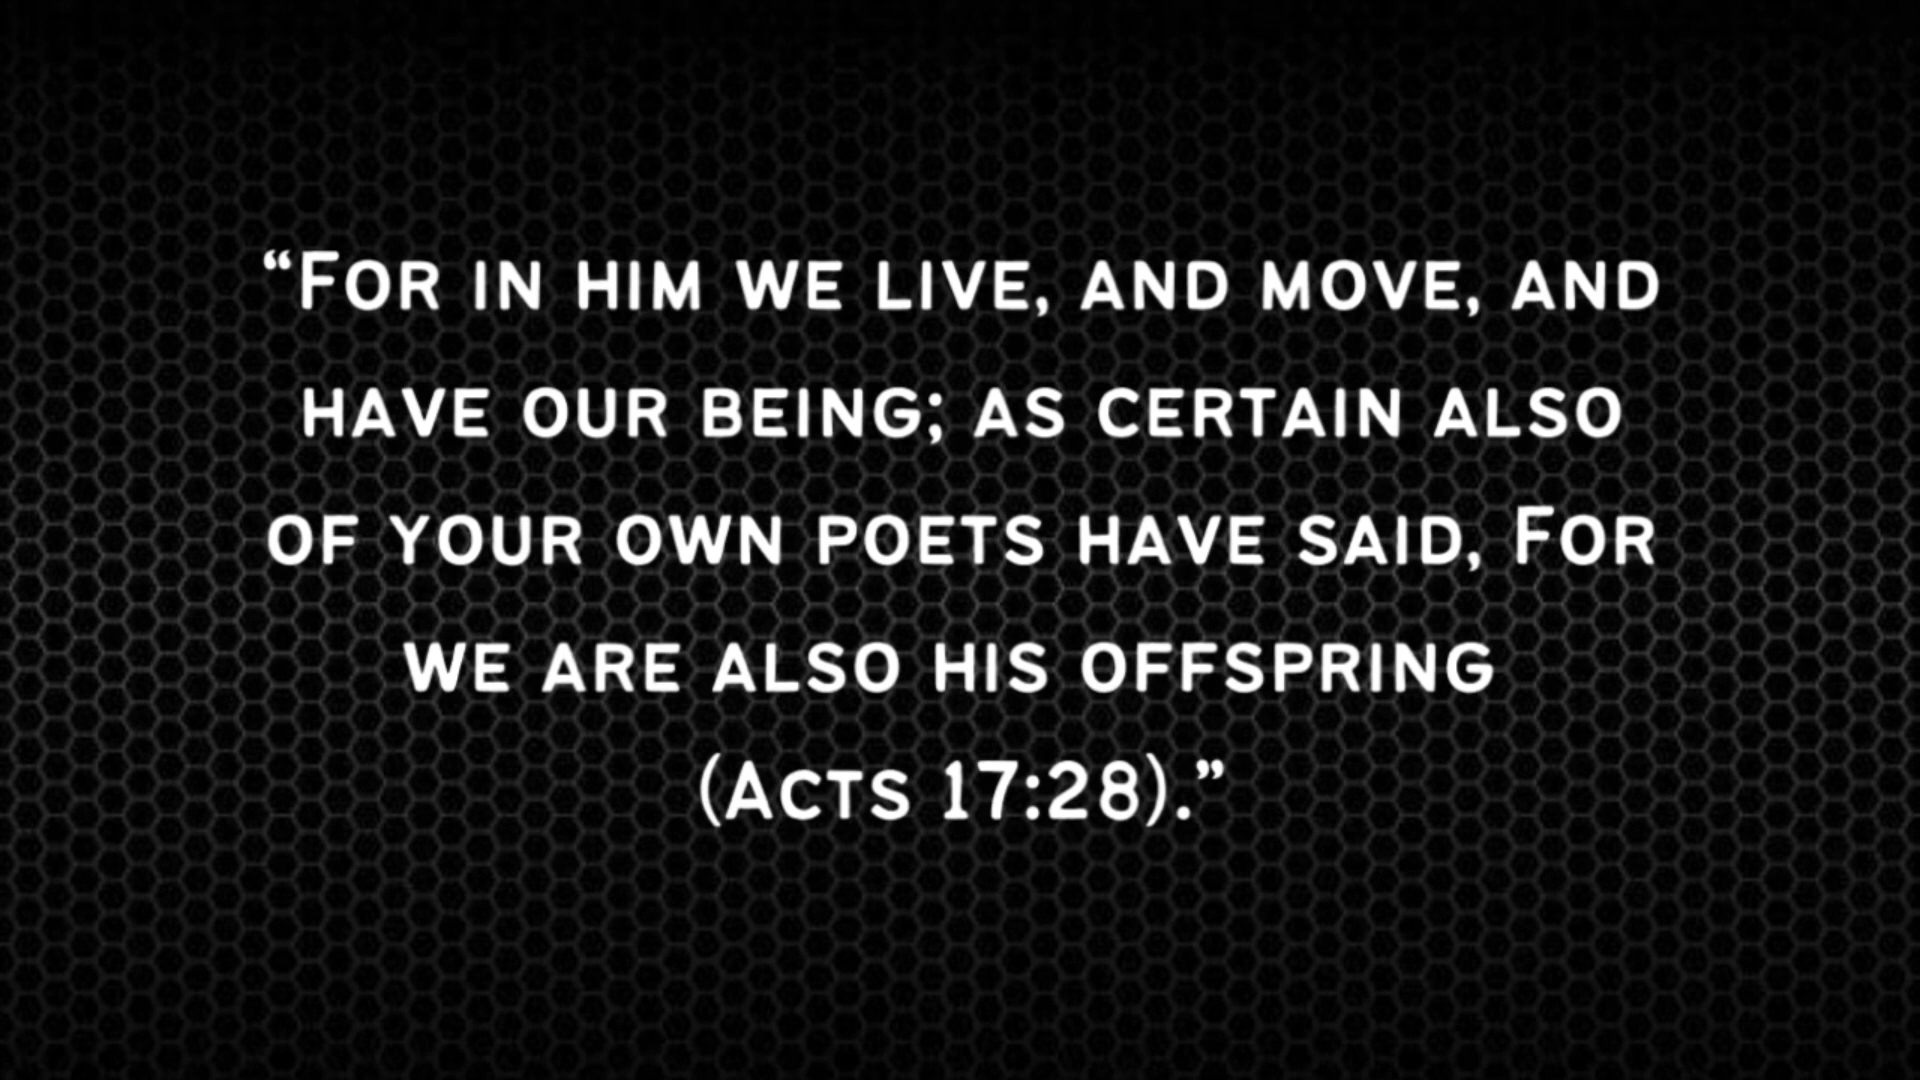 “For in him we live, and move, and
have our being; as certain also
of your own poets have said, For
we are also his offspring
(Acts 17:28).”